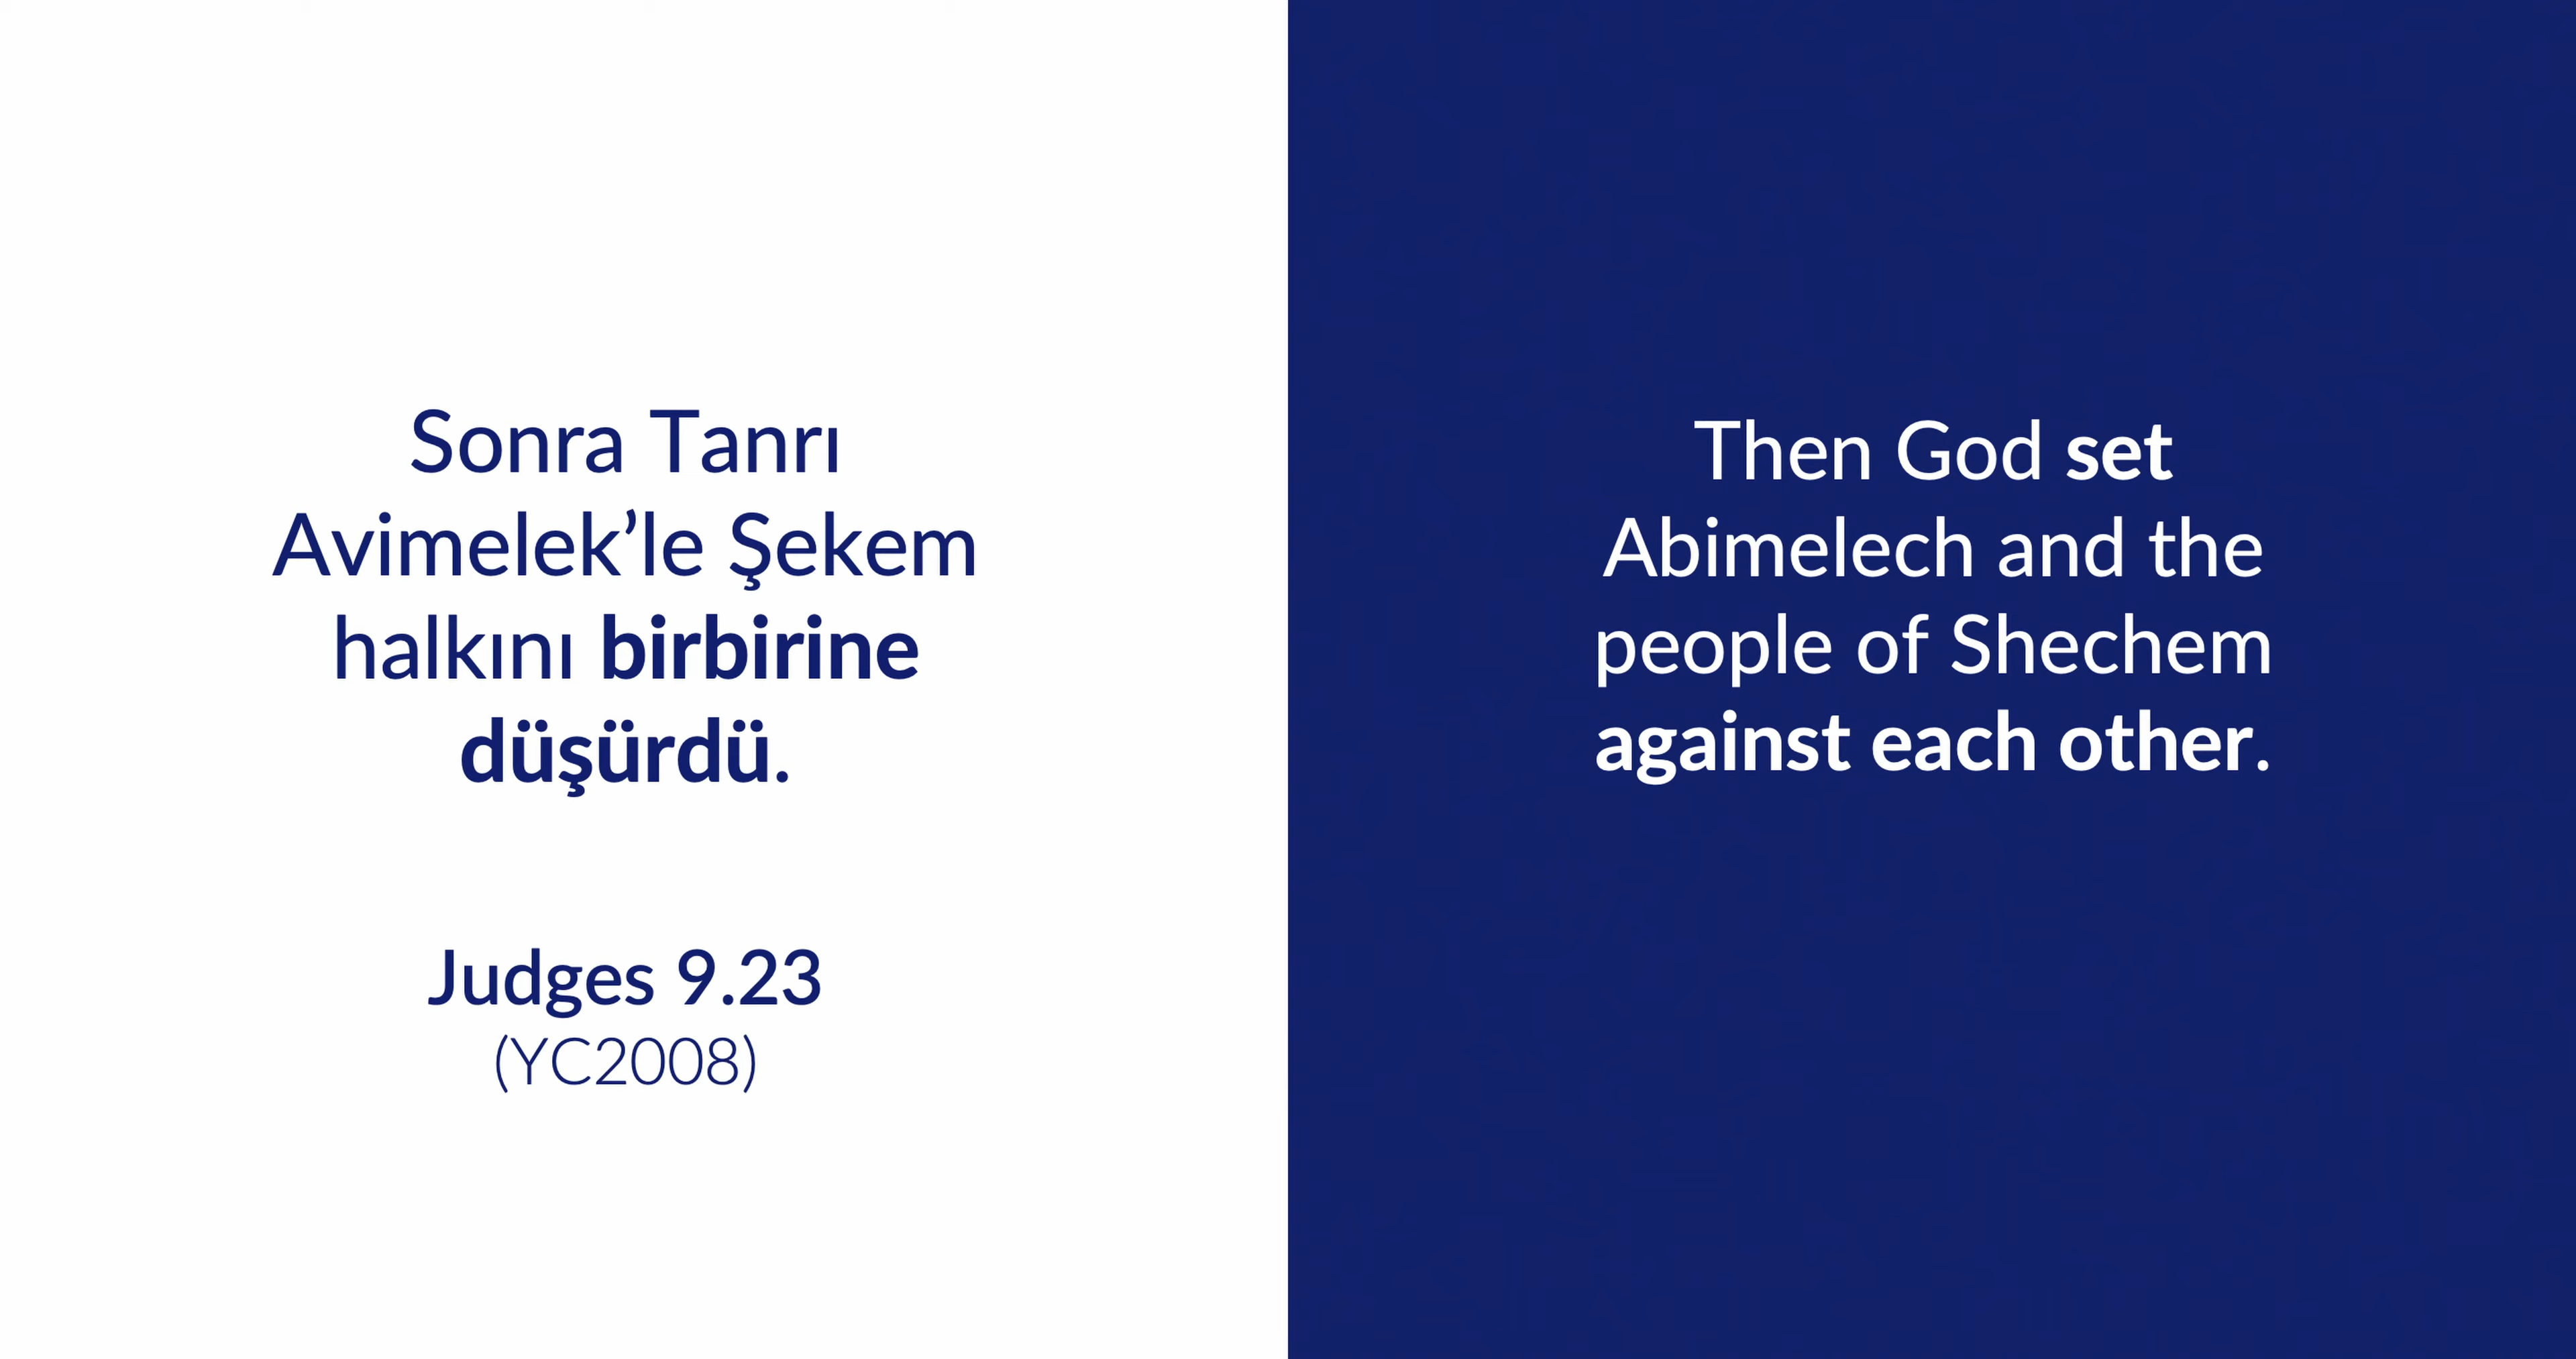 Sonra Tanrı
Avimelek’le Şekem
halkını birbirine
düşürdü.
Judges 9.23
(YC2008)
Then God set
Abimelech and the
people of Shechem
against each other.